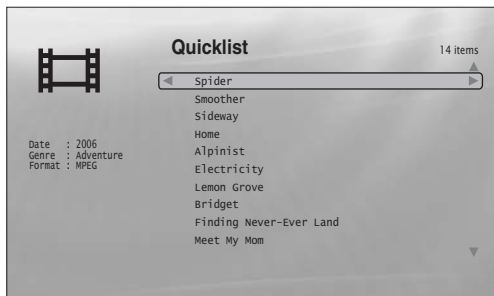 Quicklist
14 items
Spider
Smoother
Sideway
Home
Alpinist
Electricity
Lemon Grove
Bridget
Finding Never-Ever Land
Meet My Mom
Date : 2006
Genre : Adventure
Format : MPEG